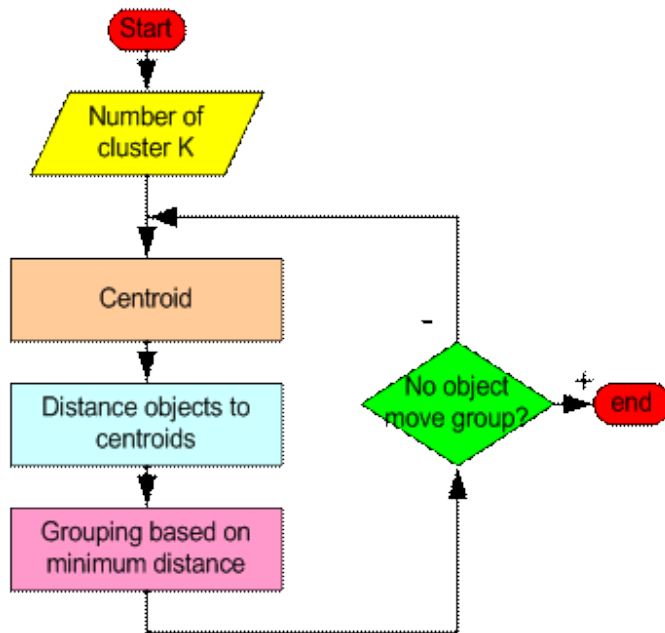 Start
Number of
cluster K
Centroid
Distance objects to
centroids
Grouping based on
minimum distance
-
No object
move group?
+
end